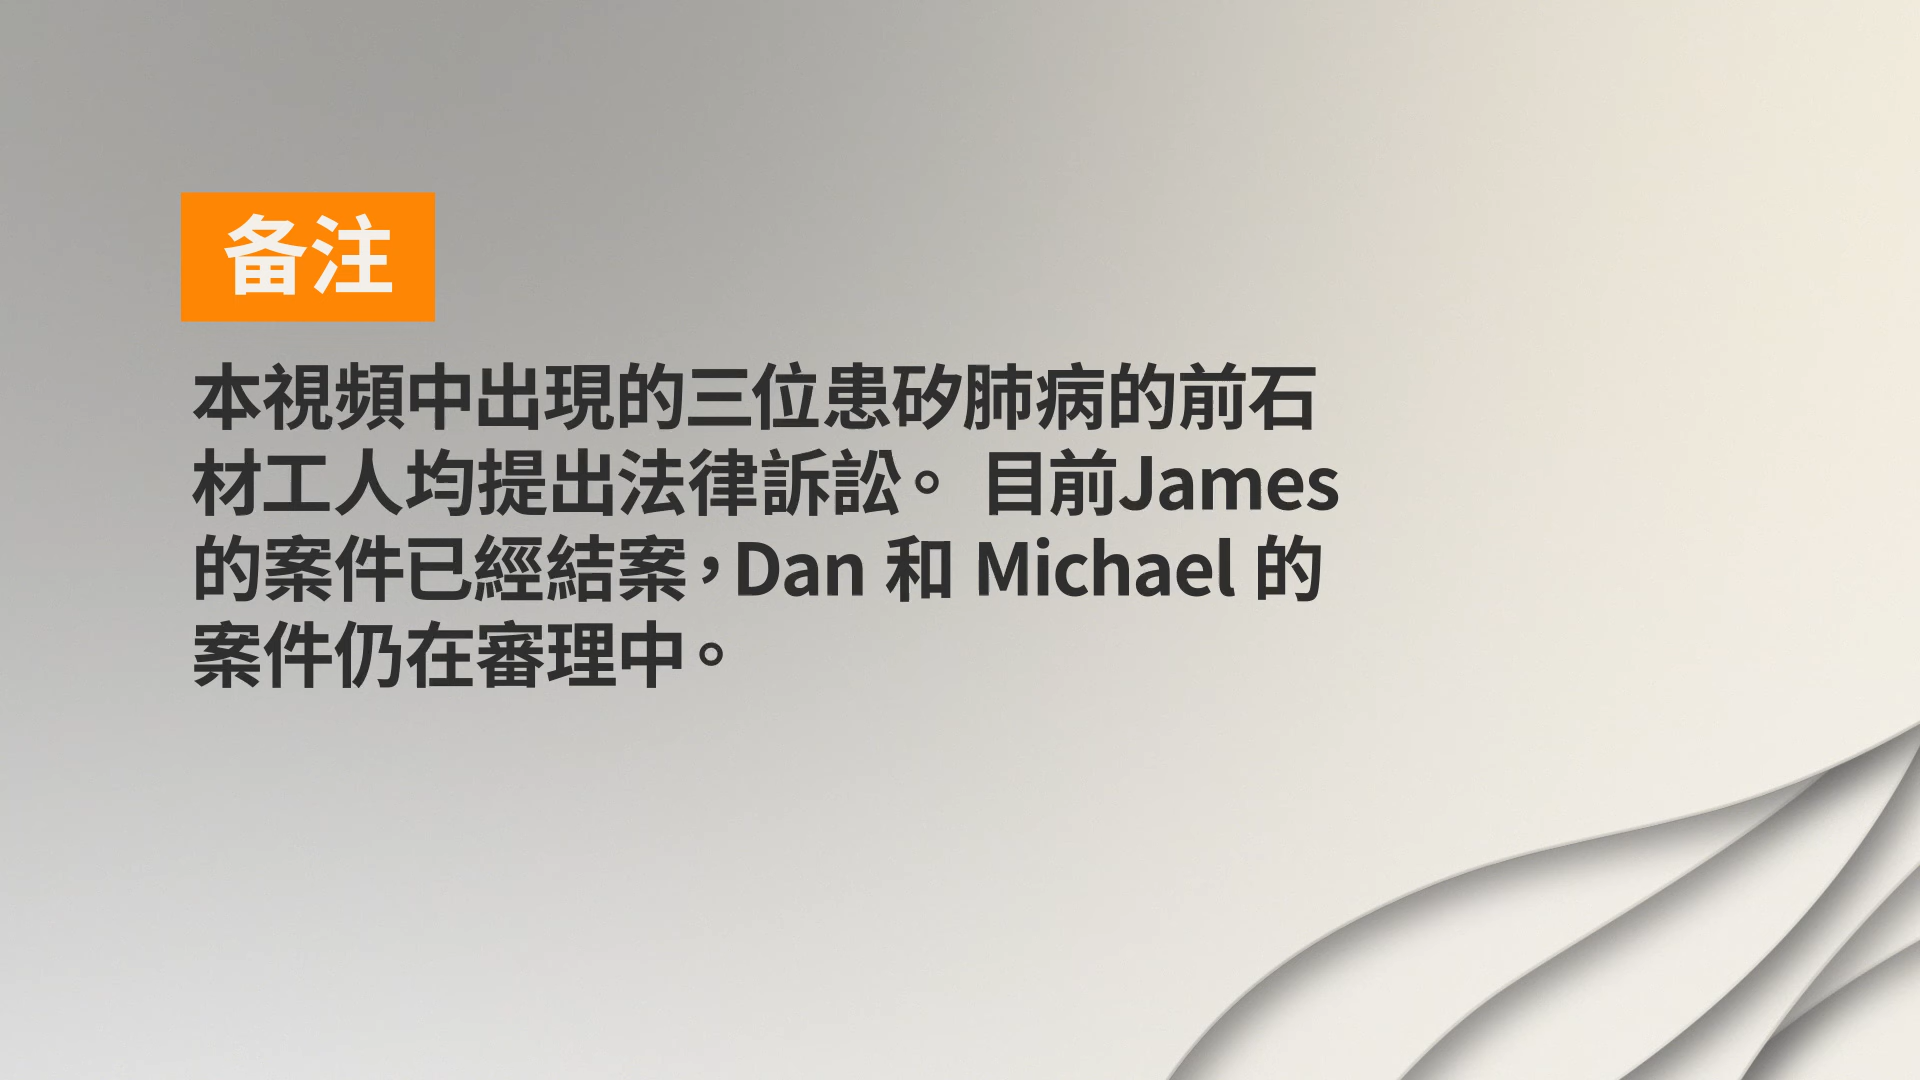 备注
本視頻中出現的三位患矽肺病的前石
材工人均提出法律訴訟。 目前James
的案件已經結案，Dan 和 Michael 的
案件仍在審理中。